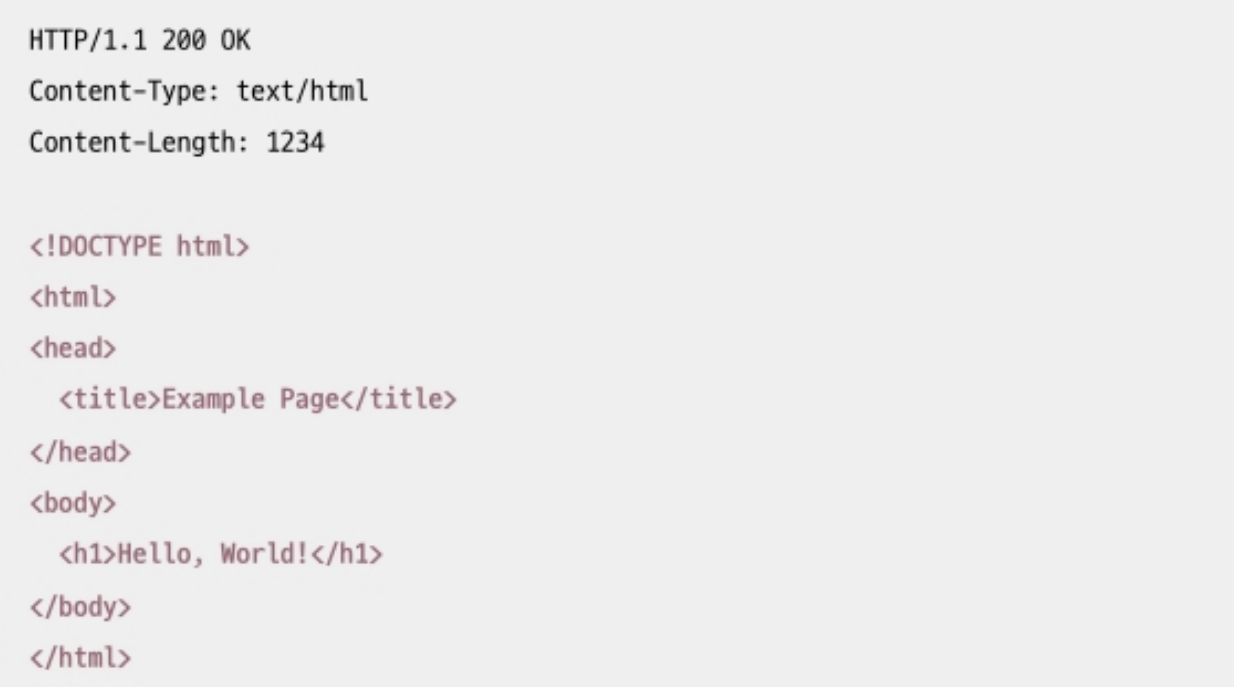 HTTP/1.1 200 OK
Content-Type: text/html
Content-Length: 1234

<!DOCTYPE html>
<html>
<head>
  <title>Example Page</title>
</head>
<body>
  <h1>Hello, World!</h1>
</body>
</html>